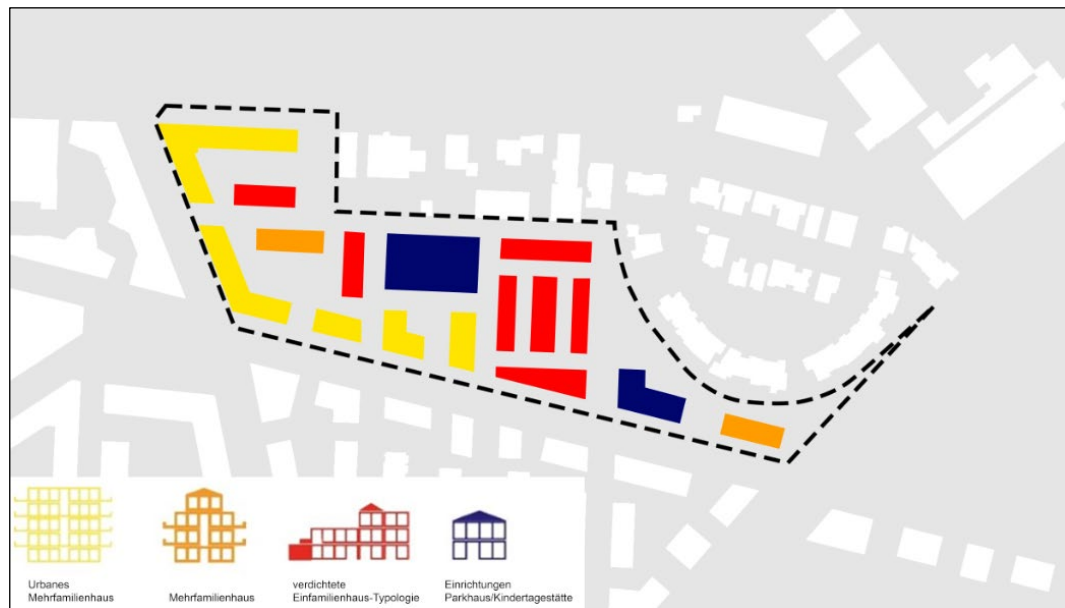 Urbanes
Mehrfamilienhaus
Mehrfamilienhaus
verdichtete
Einfamilienhaus-Typologie
Einrichtungen
Parkhaus/Kindertagestätte